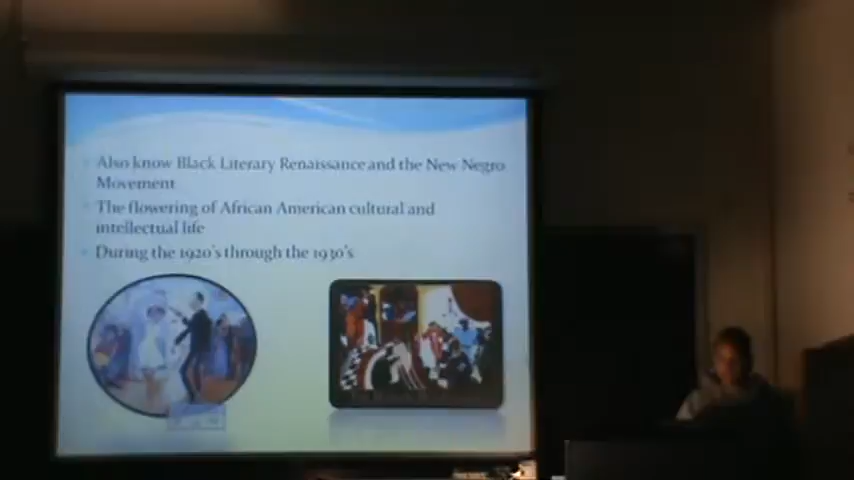 Also know Black Literary Renaissance and the New Negro
Movement
The flowering of African American cultural and
intellectual life
During the 1920's through the 1930's